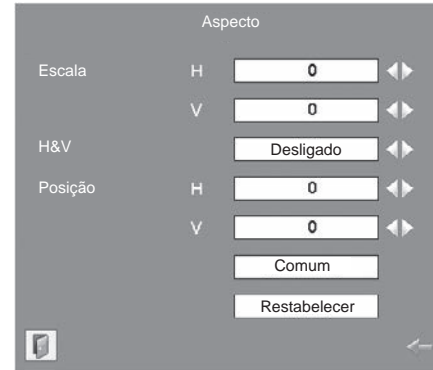 Aspecto
Escala H 0
V 0
H&V Desligado
Posição H 0
V 0
Comum
Restabelecer